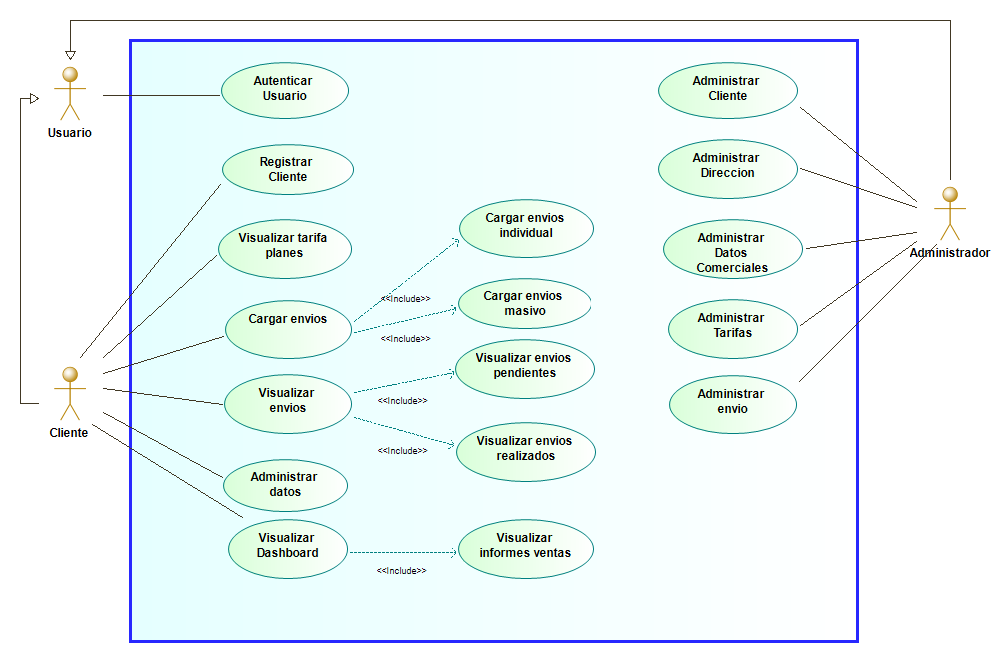 Autenticar
Usuario
Administrar
Cliente
Usuario
Registrar
Cliente
Administrar
Direccion
Visualizar tarifa
planes
Cargar envios
individual
Administrar
Datos
Comerciales
Administrador
Cargar envios
<<Include>>
Cargar envios
masivo
<<Include>>
Administrar
Tarifas
Visualizar envios
pendientes
Visualizar
envios
<<Include>>
Administrar
envio
Cliente
<<Include>>
Visualizar envios
realizados
Administrar
datos
Visualizar
Dashboard
<<Include>>
Visualizar
informes ventas